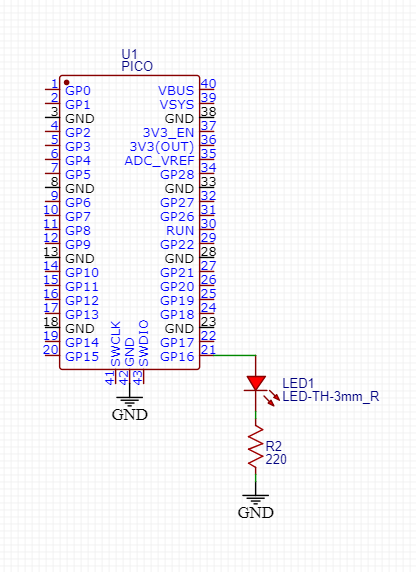 U1
PICO
1 GP0 VBUS 40
2 GP1 VSYS 39
3 GND GND 38
4 GP2 3V3_EN 37
5 GP3 3V3(OUT) 36
6 GP4 ADC_VREF 35
7 GP5 GP28 34
8 GND GND 33
9 GP6 GP27 32
10 GP7 GP26 31
11 GP8 RUN 30
12 GP9 GP22 29
13 GND GND 28
14 GP10 GP21 27
15 GP11 GP20 26
16 GP12 GP19 25
17 GP13 GP18 24
18 GND GND 23
19 GP14 GP17 22
20 GP15 GP16 21
SWCLK GND SWDIO
41 42 43
GND
LED1
LED-TH-3mm_R
R2
220
GND